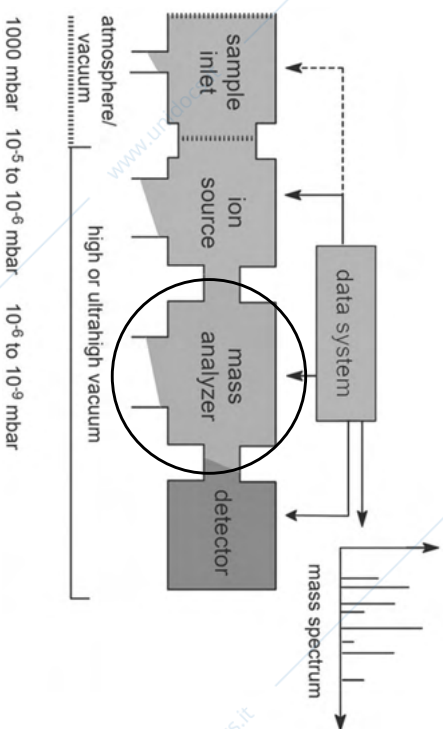 data system
mass spectrum
sample
inlet
ion
source
mass
analyzer
detector
atmosphere/
vacuum
high or ultrahigh vacuum
1000 mbar 10⁻⁵ to 10⁻⁶ mbar 10⁻⁶ to 10⁻⁹ mbar